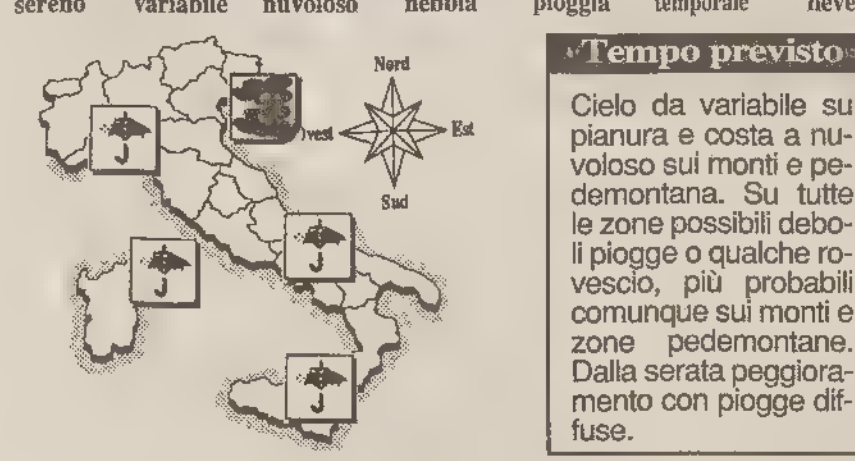 sereno variabile nuvoloso nebbia pioggia temporale neve
Nord
Ovest
Est
Sud
Tempo previsto
Cielo da variabile su
pianura e costa a nu-
voloso sui monti e pe-
demontana. Su tutte
le zone possibili debo-
li piogge o qualche ro-
vescio, più probabili
comunque sui monti e
zone pedemontane.
Dalla serata peggiora-
mento con piogge dif-
fuse.